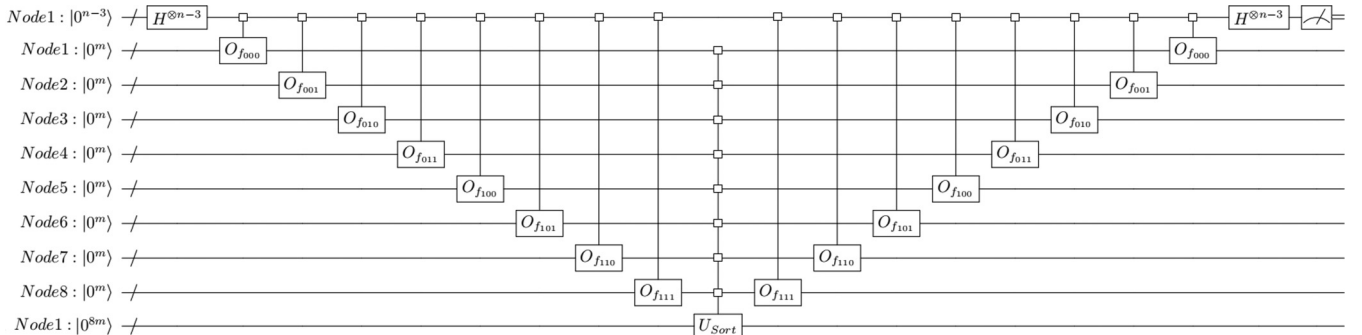 Node1 : |0^{n-3}⟩ H^{⊗n-3} H^{⊗n-3}
Node1 : |0^m⟩ O_{f_{000}} O_{f_{000}}
Node2 : |0^m⟩ O_{f_{001}} O_{f_{001}}
Node3 : |0^m⟩ O_{f_{010}} O_{f_{010}}
Node4 : |0^m⟩ O_{f_{011}} O_{f_{011}}
Node5 : |0^m⟩ O_{f_{100}} O_{f_{100}}
Node6 : |0^m⟩ O_{f_{101}} O_{f_{101}}
Node7 : |0^m⟩ O_{f_{110}} O_{f_{110}}
Node8 : |0^m⟩ O_{f_{111}} O_{f_{111}}
Node1 : |0^{8m}⟩ U_{Sort}